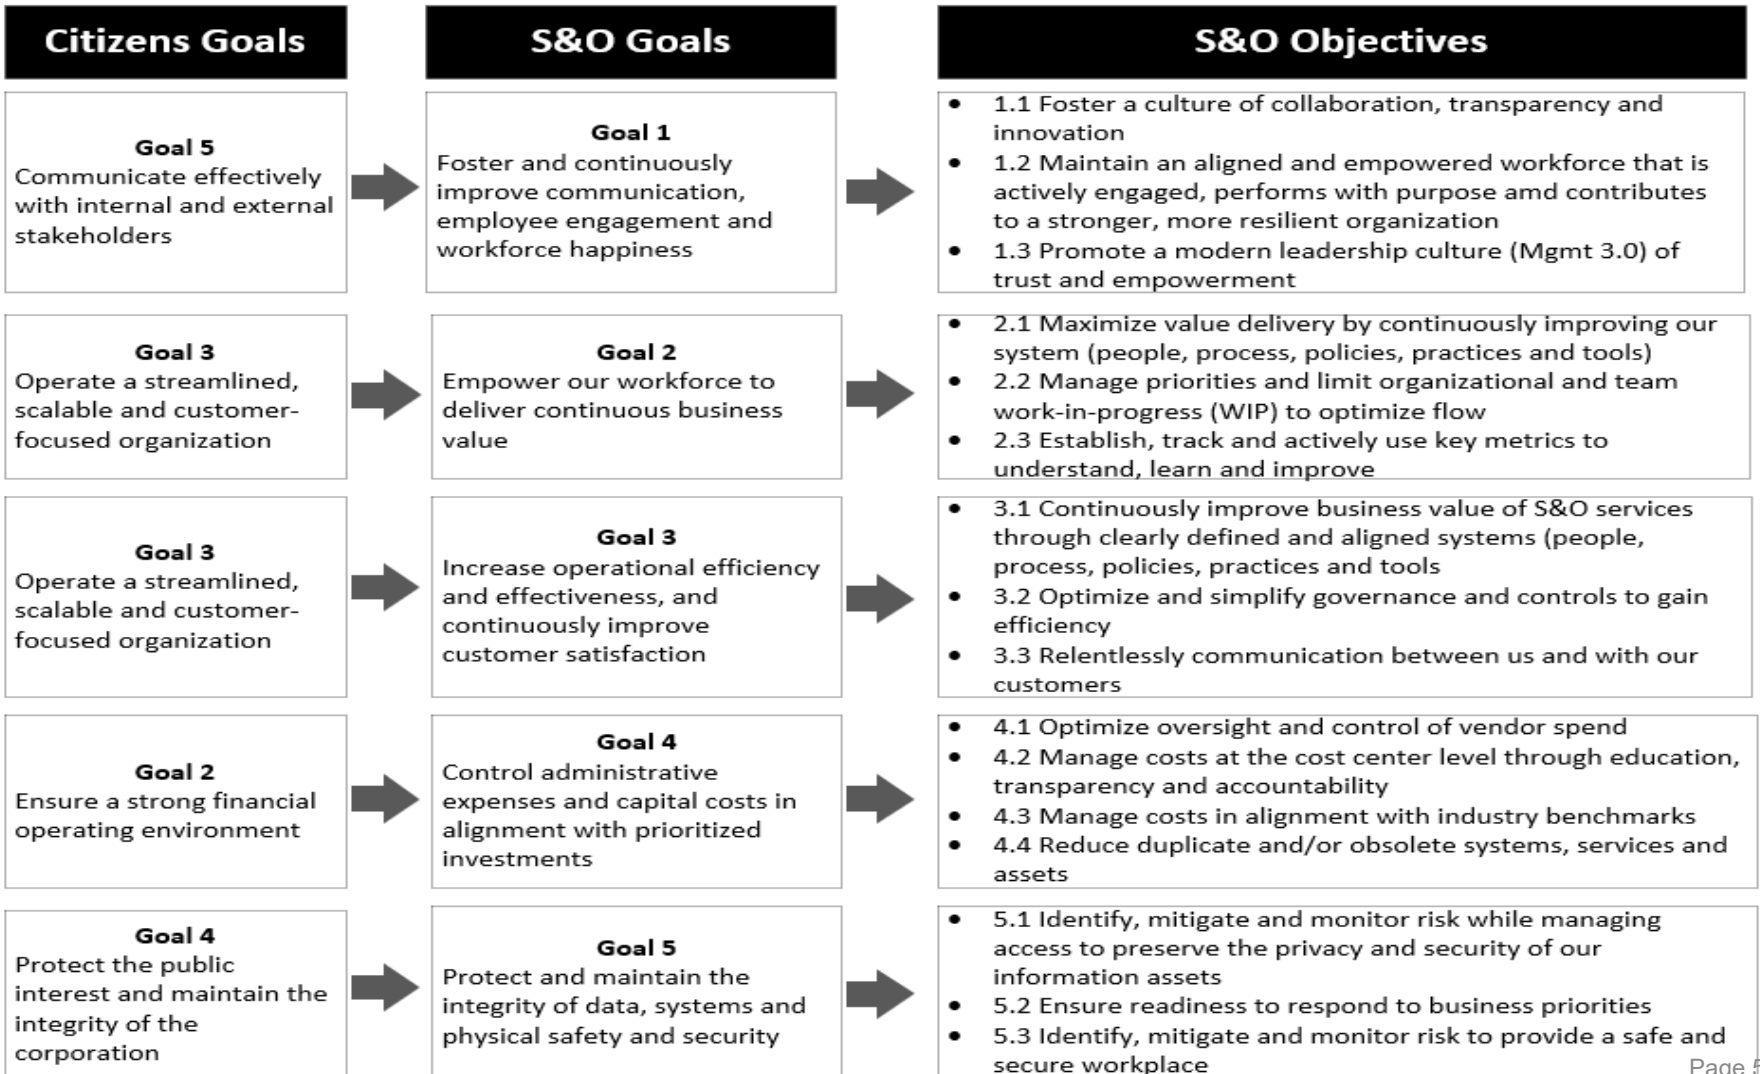 Citizens Goals
S&O Goals
S&O Objectives
Goal 5
Communicate effectively
with internal and external
stakeholders
Goal 1
Foster and continuously
improve communication,
employee engagement and
workforce happiness
• 1.1 Foster a culture of collaboration, transparency and
innovation
• 1.2 Maintain an aligned and empowered workforce that is
actively engaged, performs with purpose amd contributes
to a stronger, more resilient organization
• 1.3 Promote a modern leadership culture (Mgmt 3.0) of
trust and empowerment
Goal 3
Operate a streamlined,
scalable and customer-
focused organization
Goal 2
Empower our workforce to
deliver continuous business
value
• 2.1 Maximize value delivery by continuously improving our
system (people, process, policies, practices and tools)
• 2.2 Manage priorities and limit organizational and team
work-in-progress (WIP) to optimize flow
• 2.3 Establish, track and actively use key metrics to
understand, learn and improve
Goal 3
Operate a streamlined,
scalable and customer-
focused organization
Goal 3
Increase operational efficiency
and effectiveness, and
continuously improve
customer satisfaction
• 3.1 Continuously improve business value of S&O services
through clearly defined and aligned systems (people,
process, policies, practices and tools
• 3.2 Optimize and simplify governance and controls to gain
efficiency
• 3.3 Relentlessly communication between us and with our
customers
Goal 2
Ensure a strong financial
operating environment
Goal 4
Control administrative
expenses and capital costs in
alignment with prioritized
investments
• 4.1 Optimize oversight and control of vendor spend
• 4.2 Manage costs at the cost center level through education,
transparency and accountability
• 4.3 Manage costs in alignment with industry benchmarks
• 4.4 Reduce duplicate and/or obsolete systems, services and
assets
Goal 4
Protect the public
interest and maintain the
integrity of the
corporation
Goal 5
Protect and maintain the
integrity of data, systems and
physical safety and security
• 5.1 Identify, mitigate and monitor risk while managing
access to preserve the privacy and security of our
information assets
• 5.2 Ensure readiness to respond to business priorities
• 5.3 Identify, mitigate and monitor risk to provide a safe and
secure workplace
Page